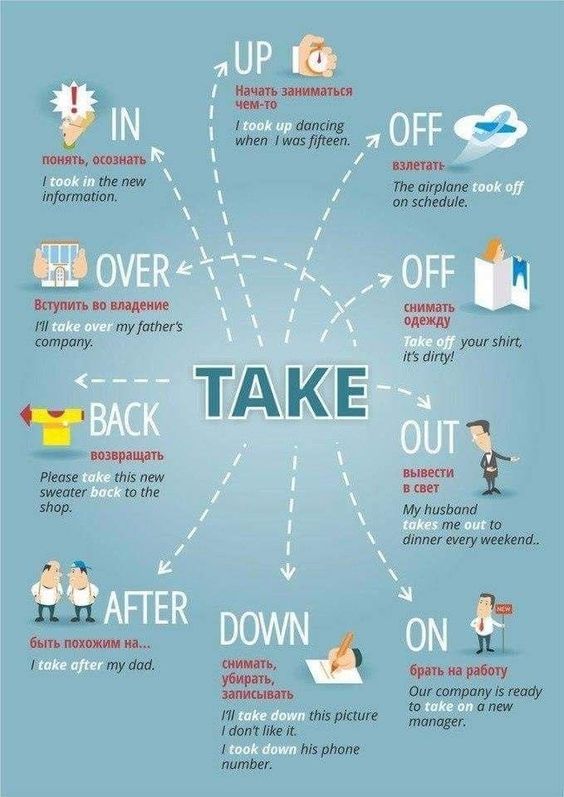 UP
Начать заниматься
чем-то
I took up dancing
when I was fifteen.
IN
понять, осознать
I took in the new
information.
OFF
взлетать
The airplane took off
on schedule.
OVER
Вступить во владение
I'll take over my father's
company.
OFF
снимать
одежду
Take off your shirt,
it's dirty!
TAKE
BACK
возвращать
Please take this new
sweater back to the
shop.
OUT
вывести
в свет
My husband
takes me out to
dinner every weekend..
AFTER
быть похожим на...
I take after my dad.
DOWN
снимать,
убирать,
записывать
I'll take down this picture
I don't like it.
I took down his phone
number.
NEW
ON
брать на работу
Our company is ready
to take on a new
manager.